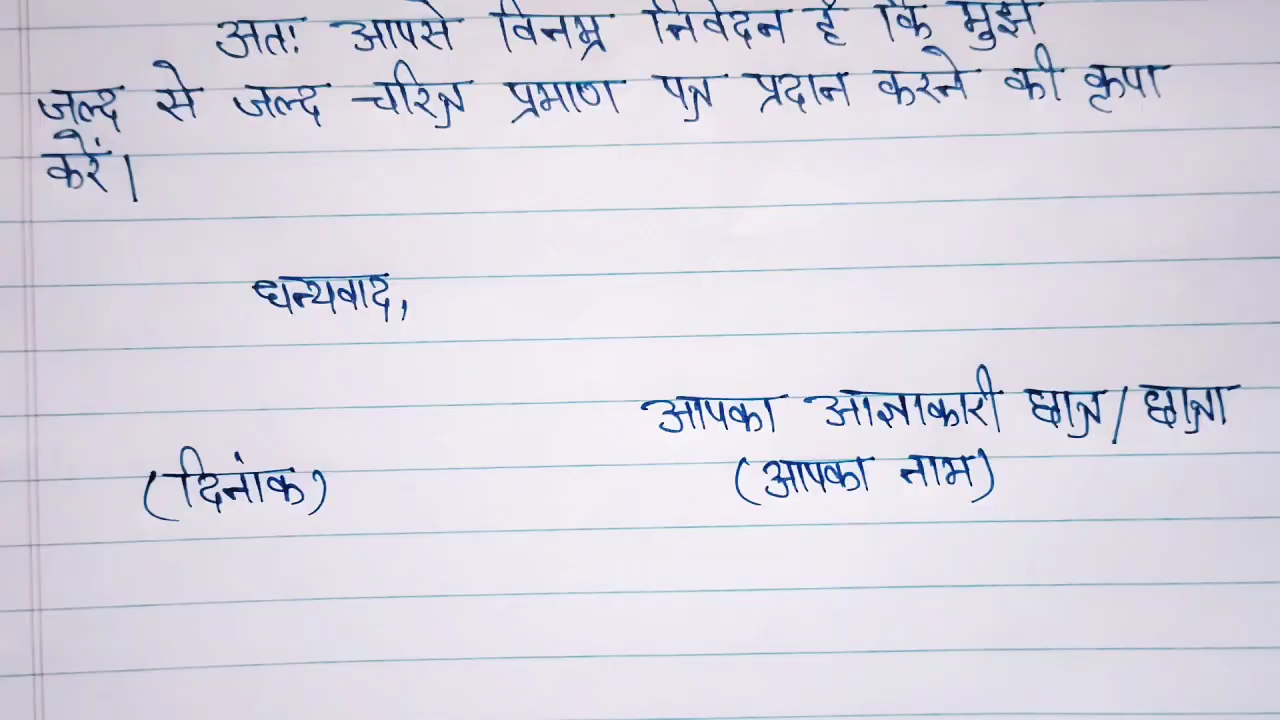 अतः आपसे विनम्र निवेदन है कि मुझे
जल्द से जल्द चरित्र प्रमाण पत्र प्रदान करने की कृपा
करें।
धन्यवाद,
आपका आज्ञाकारी छात्र/छात्रा
(दिनांक) (आपका नाम)